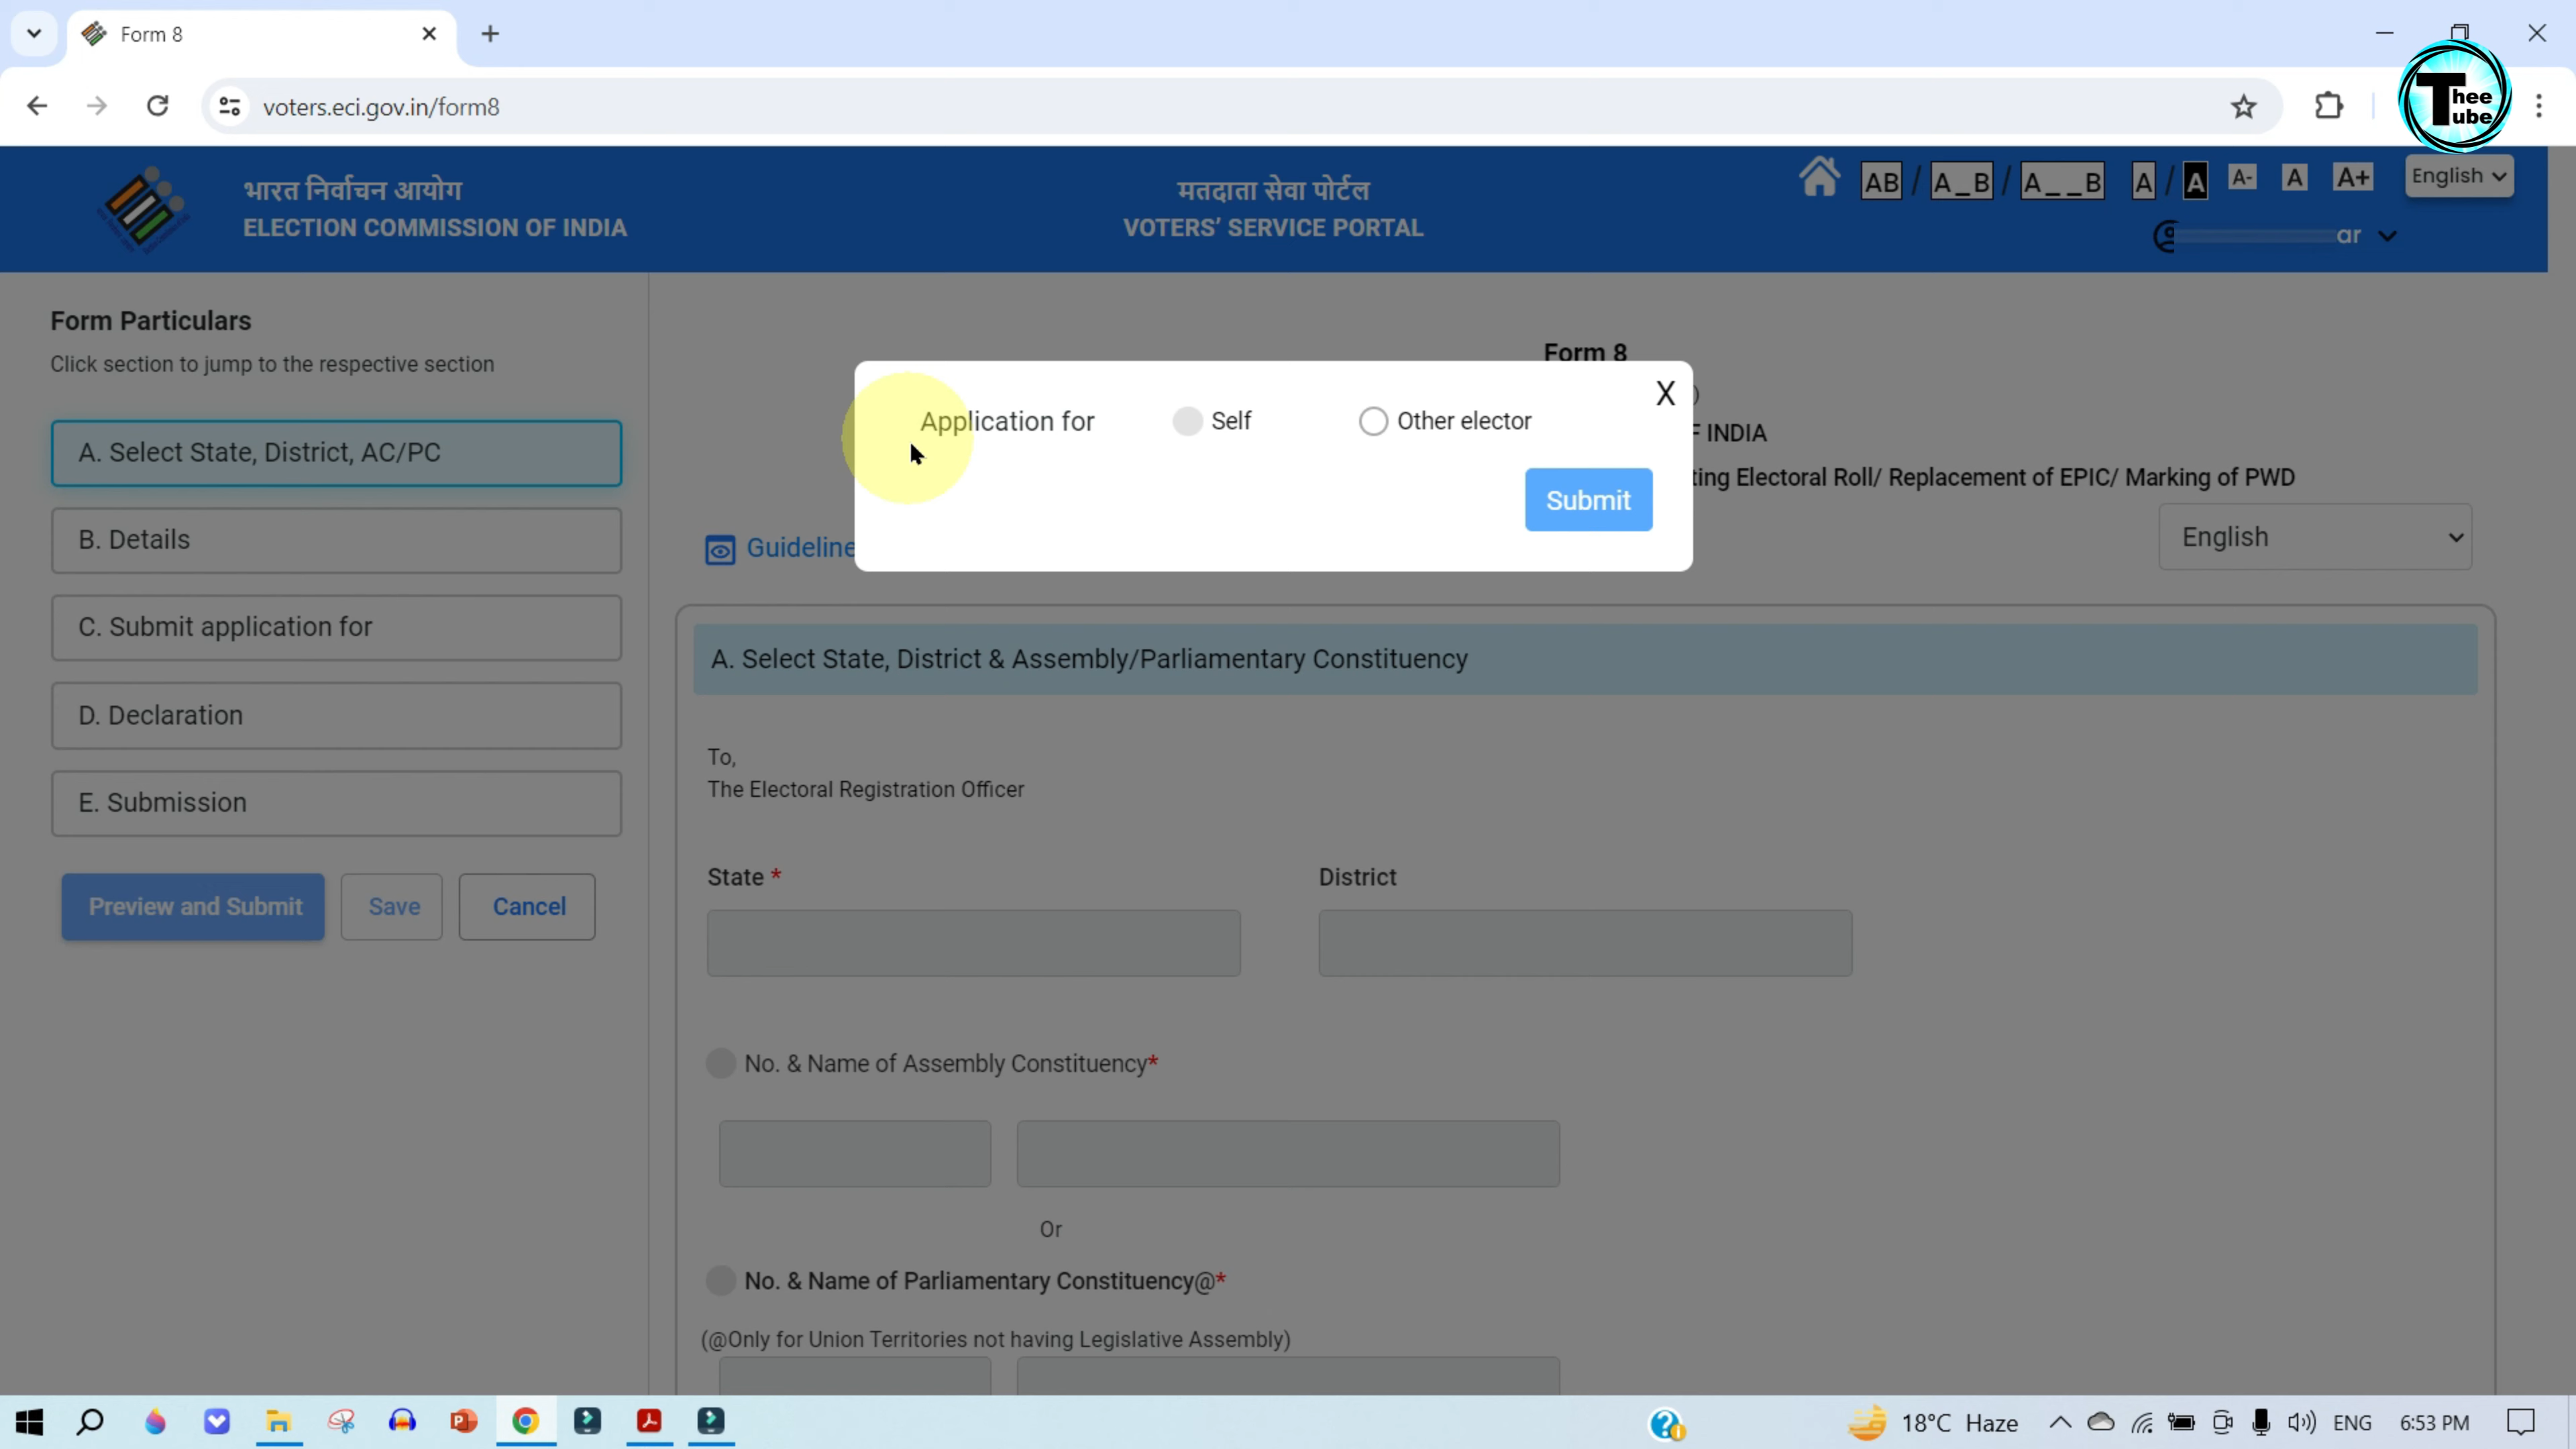 Form 8
voters.eci.gov.in/form8
Thee Tube
भारत निर्वाचन आयोग
ELECTION COMMISSION OF INDIA
मतदाता सेवा पोर्टल
VOTERS' SERVICE PORTAL
AB / A_B / A__B A / A A- A A+ English
ar
Form Particulars
Click section to jump to the respective section
A. Select State, District, AC/PC
B. Details
C. Submit application for
D. Declaration
E. Submission
Preview and Submit Save Cancel
Form 8
)
INDIA
ting Electoral Roll/ Replacement of EPIC/ Marking of PWD
Application for Self Other elector X
Submit
Guideline
English
A. Select State, District & Assembly/Parliamentary Constituency
To,
The Electoral Registration Officer
State * District
No. & Name of Assembly Constituency*
Or
No. & Name of Parliamentary Constituency@*
(@Only for Union Territories not having Legislative Assembly)
18°C Haze ENG 6:53 PM